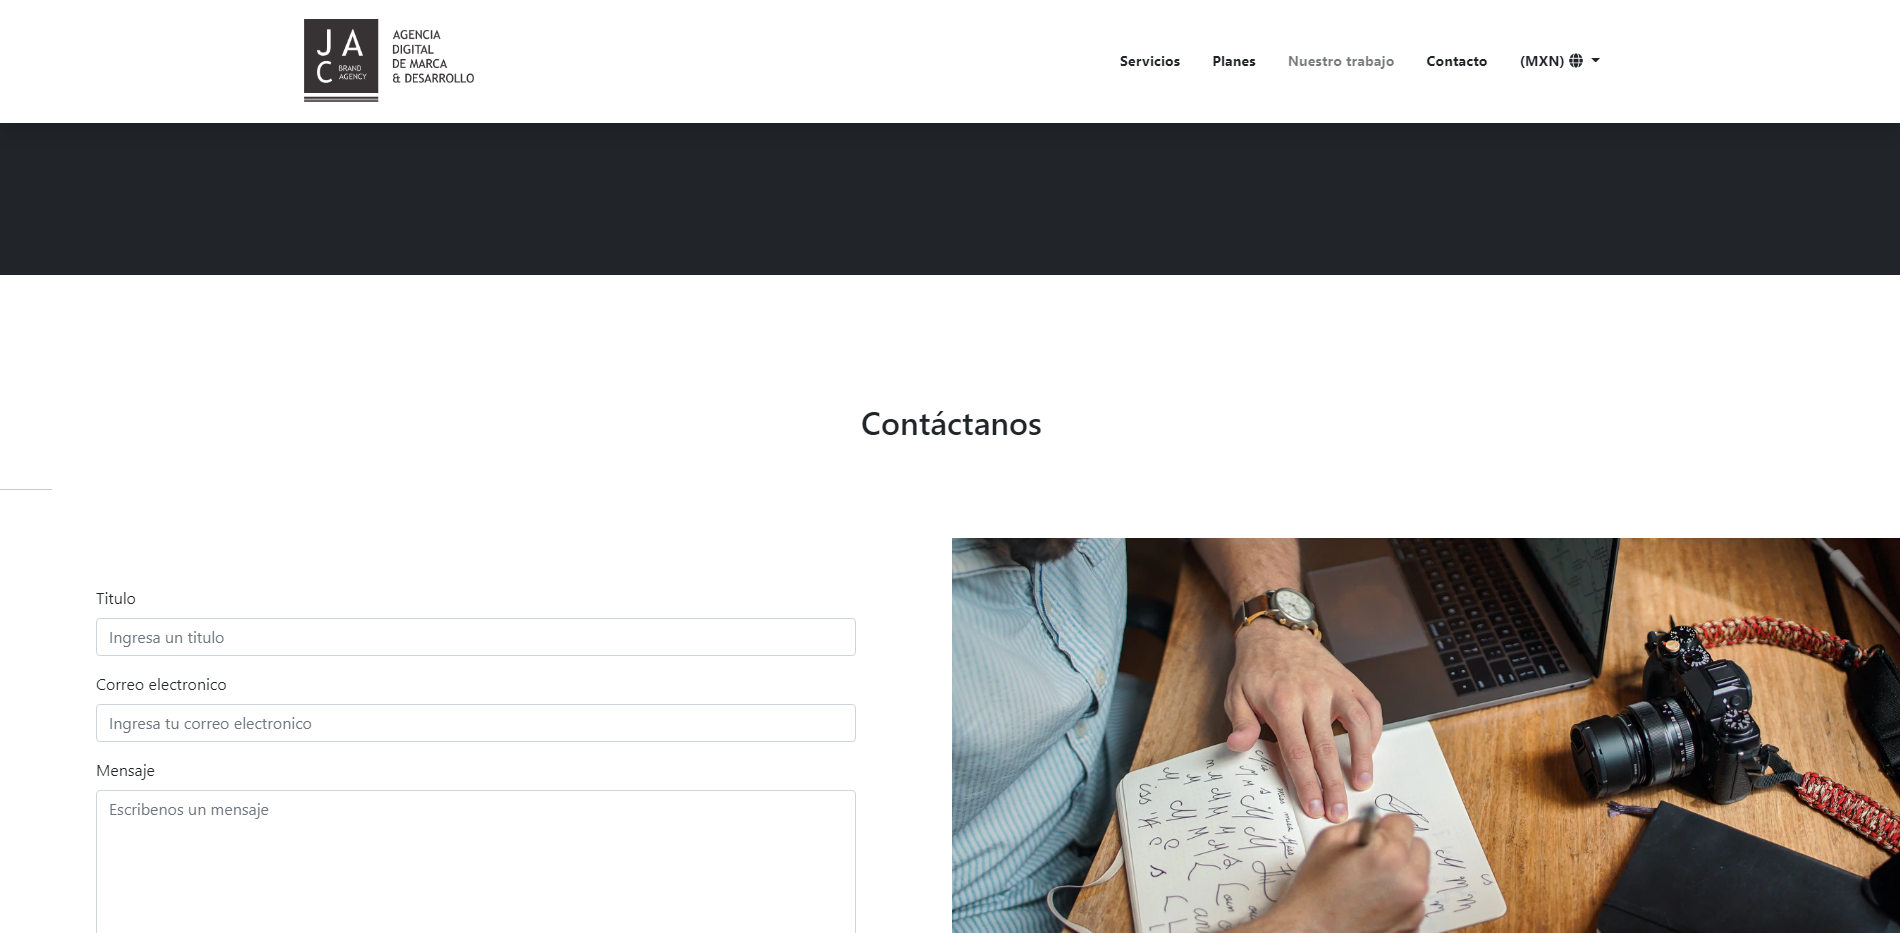 JA
C BRAND
AGENCY
AGENCIA
DIGITAL
DE MARCA
& DESARROLLO
Servicios
Planes
Nuestro trabajo
Contacto
(MXN)
Contáctanos
Titulo
Ingresa un titulo
Correo electronico
Ingresa tu correo electronico
Mensaje
Escribenos un mensaje